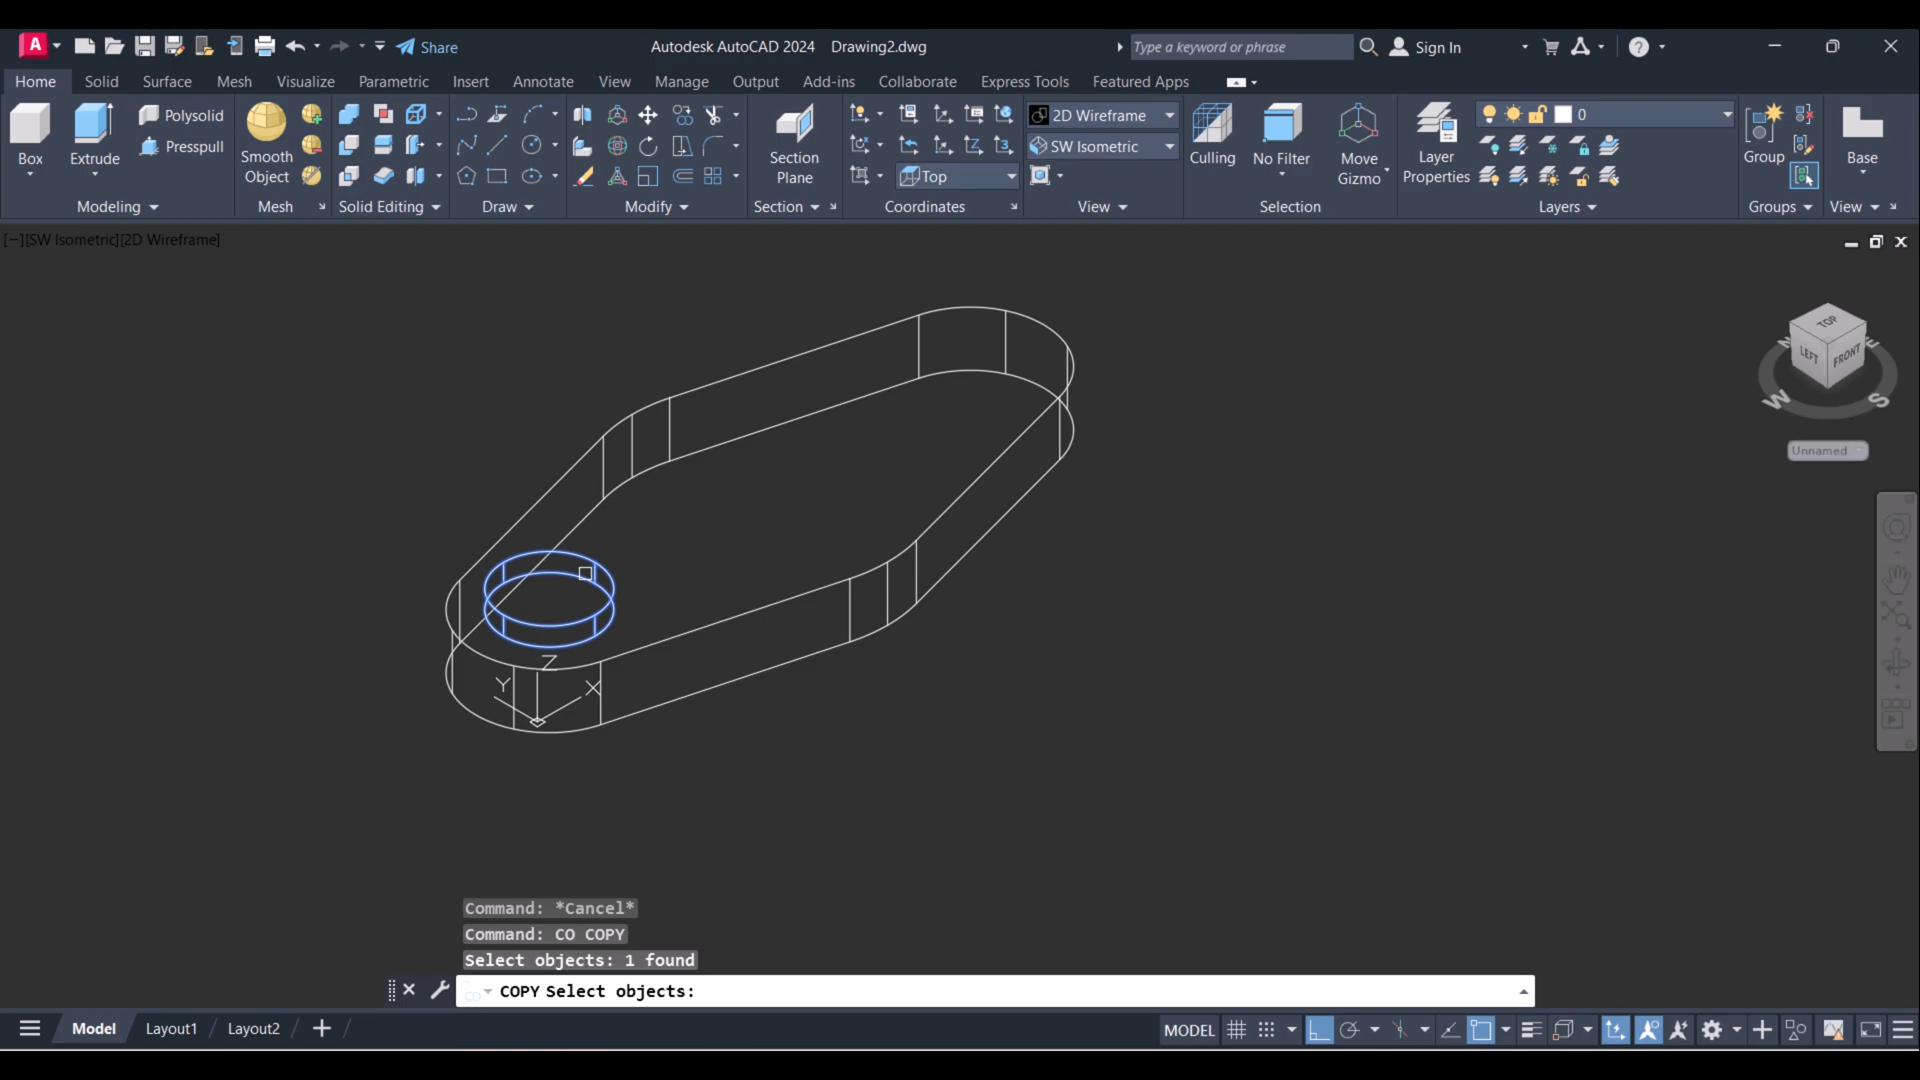 A Share Autodesk AutoCAD 2024 Drawing2.dwg Type a keyword or phrase Sign In ?
Home Solid Surface Mesh Visualize Parametric Insert Annotate View Manage Output Add-ins Collaborate Express Tools Featured Apps
Box Extrude Polysolid Presspull Smooth Object Section Plane Top 2D Wireframe SW Isometric Culling No Filter Move Gizmo Layer Properties 0 Group Base
Modeling Mesh Solid Editing Draw Modify Section Coordinates View Selection Layers Groups View
[−][SW Isometric][2D Wireframe]
TOP
LEFT FRONT
N E
W S
Unnamed
Z
Y X
Command: *Cancel*
Command: CO COPY
Select objects: 1 found
COPY Select objects:
Model Layout1 Layout2 + MODEL